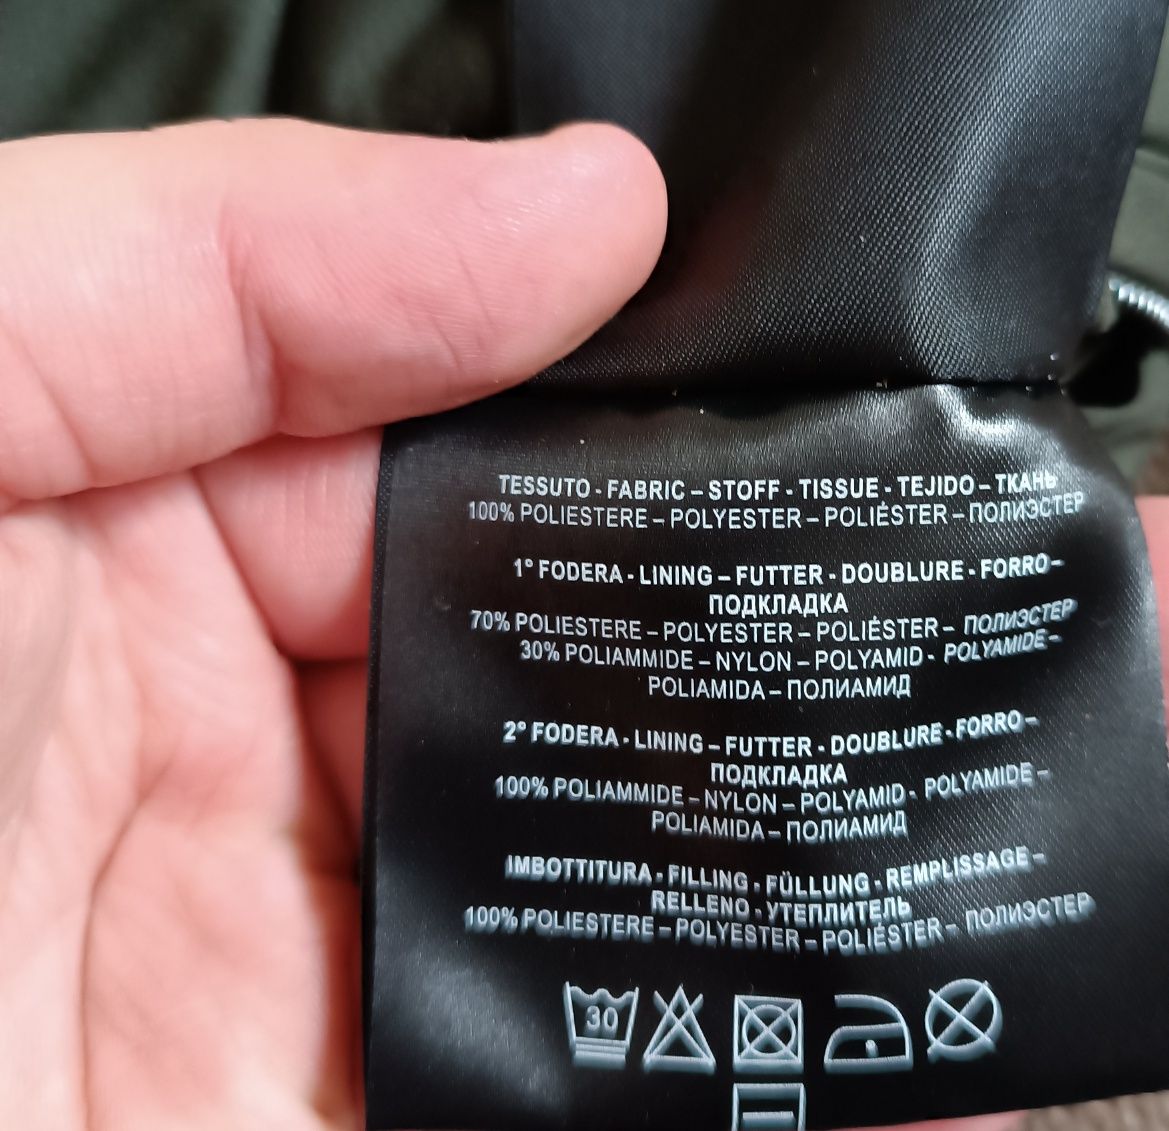 TESSUTO - FABRIC – STOFF - TISSUE - TEJIDO – ТКАНЬ
100% POLIESTERE – POLYESTER – POLIÉSTER – ПОЛИЭСТЕР
1° FODERA - LINING – FUTTER - DOUBLURE - FORRO –
ПОДКЛАДКА
70% POLIESTERE – POLYESTER – POLIÉSTER – ПОЛИЭСТЕР
30% POLIAMMIDE – NYLON – POLYAMID - POLYAMIDE –
POLIAMIDA – ПОЛИАМИД
2° FODERA - LINING – FUTTER - DOUBLURE - FORRO –
ПОДКЛАДКА
100% POLIAMMIDE – NYLON – POLYAMID - POLYAMIDE –
POLIAMIDA – ПОЛИАМИД
IMBOTTITURA - FILLING - FÜLLUNG - REMPLISSAGE –
RELLENO - УТЕПЛИТЕЛЬ
100% POLIESTERE – POLYESTER – POLIÉSTER – ПОЛИЭСТЕР
30